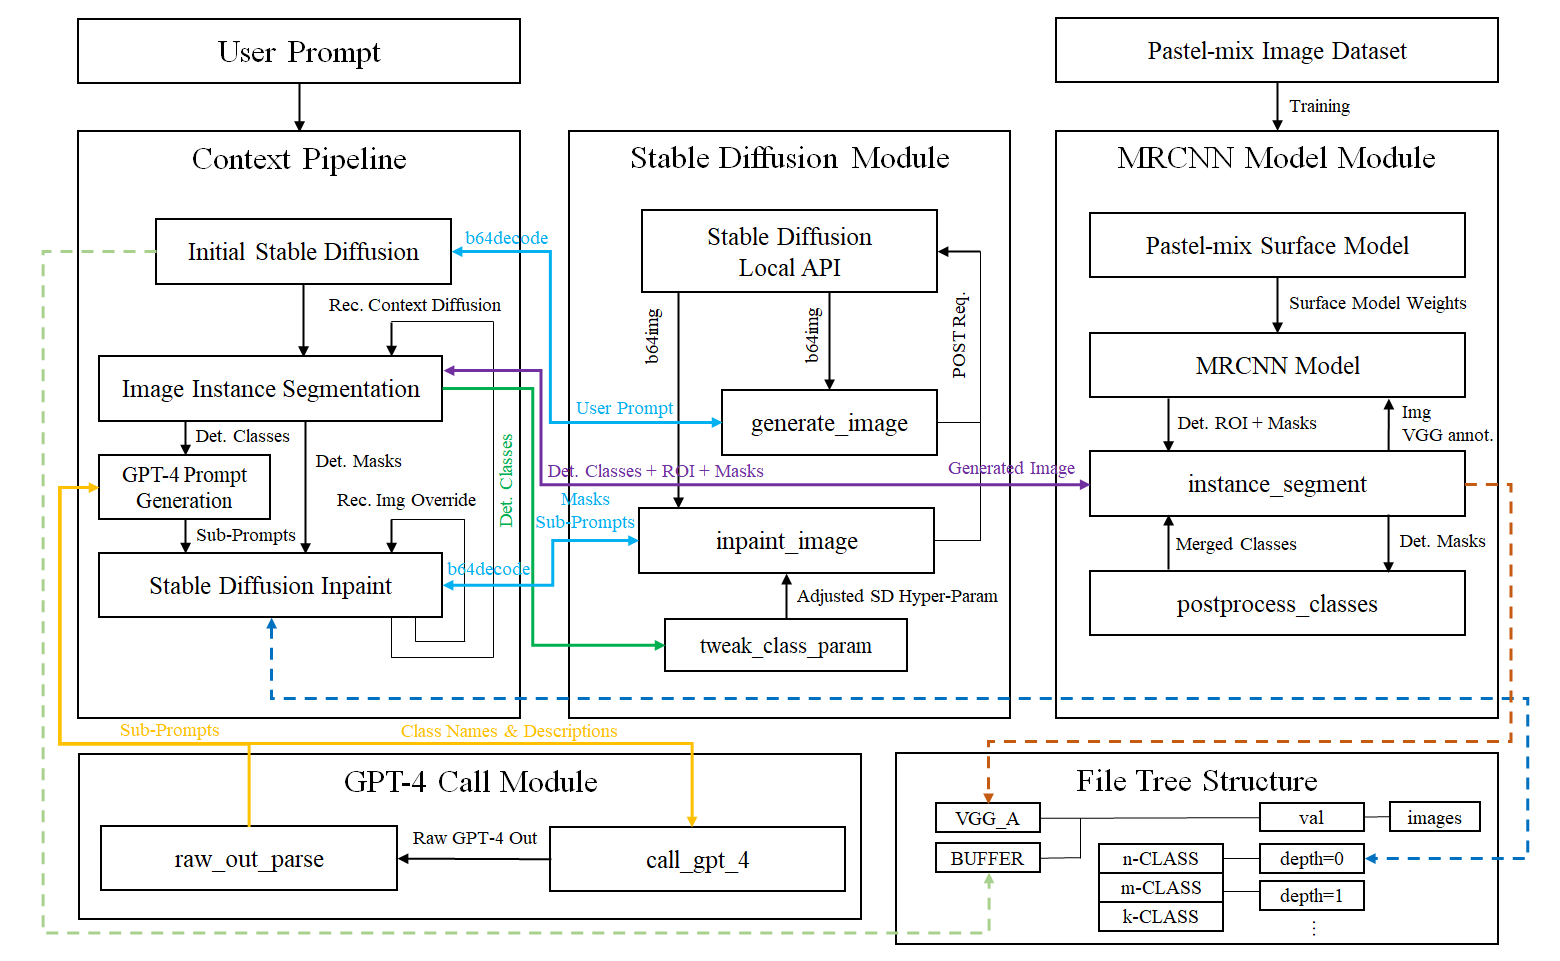 User Prompt
Pastel-mix Image Dataset
Training
Context Pipeline
Stable Diffusion Module
MRCNN Model Module
Initial Stable Diffusion
b64decode
Stable Diffusion
Local API
Pastel-mix Surface Model
Rec. Context Diffusion
b64img
b64img
POST Req.
Surface Model Weights
Image Instance Segmentation
MRCNN Model
User Prompt
generate_image
Det. ROI + Masks
Img
VGG annot.
Det. Classes
Det. Masks
Det. Classes
GPT-4 Prompt
Generation
Det. Classes + ROI + Masks
Generated Image
instance_segment
Rec. Img Override
Masks
Sub-Prompts
Sub-Prompts
inpaint_image
Merged Classes
Det. Masks
b64decode
Stable Diffusion Inpaint
Adjusted SD Hyper-Param
postprocess_classes
tweak_class_param
Sub-Prompts
Class Names & Descriptions
GPT-4 Call Module
File Tree Structure
raw_out_parse
Raw GPT-4 Out
call_gpt_4
VGG_A
val
images
BUFFER
n-CLASS
depth=0
m-CLASS
depth=1
k-CLASS
⋮